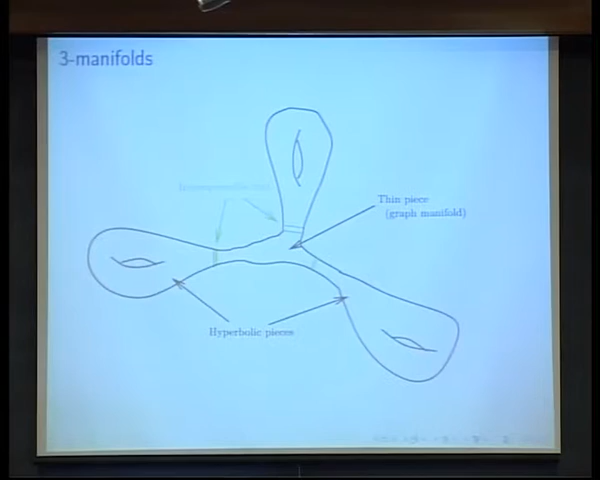 3-manifolds
Thin piece
(graph manifold)
Hyperbolic pieces